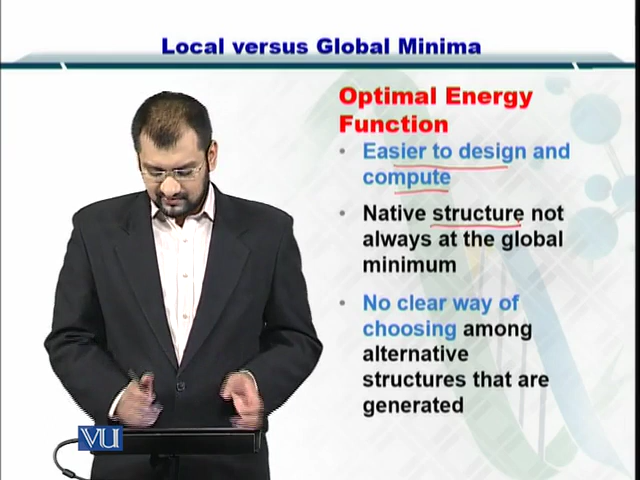 Local versus Global Minima
Optimal Energy
Function
• Easier to design and
compute
• Native structure not
always at the global
minimum
• No clear way of
choosing among
alternative
structures that are
generated
VU